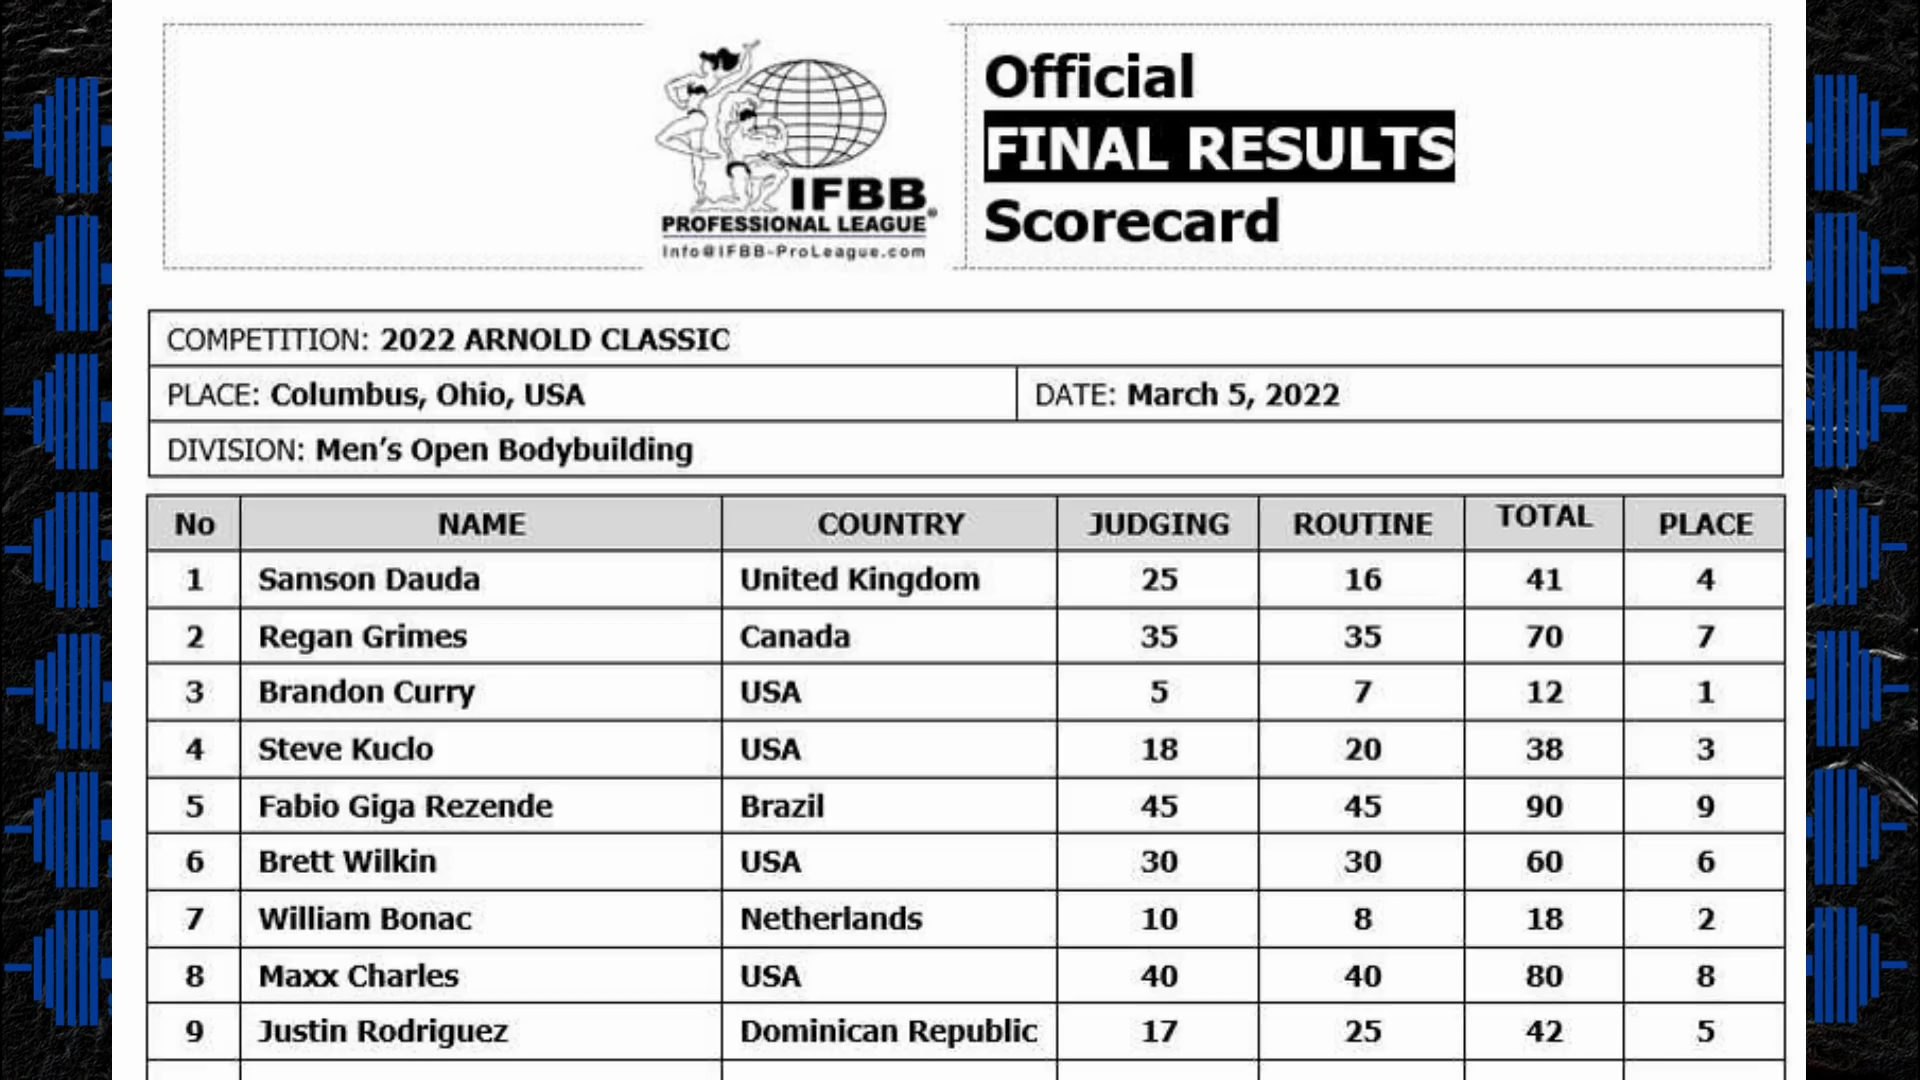 IFBB
PROFESSIONAL LEAGUE®
Info@IFBB-ProLeague.com
Official
FINAL RESULTS
Scorecard
COMPETITION: 2022 ARNOLD CLASSIC
PLACE: Columbus, Ohio, USA DATE: March 5, 2022
DIVISION: Men's Open Bodybuilding
No NAME COUNTRY JUDGING ROUTINE TOTAL PLACE
1 Samson Dauda United Kingdom 25 16 41 4
2 Regan Grimes Canada 35 35 70 7
3 Brandon Curry USA 5 7 12 1
4 Steve Kuclo USA 18 20 38 3
5 Fabio Giga Rezende Brazil 45 45 90 9
6 Brett Wilkin USA 30 30 60 6
7 William Bonac Netherlands 10 8 18 2
8 Maxx Charles USA 40 40 80 8
9 Justin Rodriguez Dominican Republic 17 25 42 5